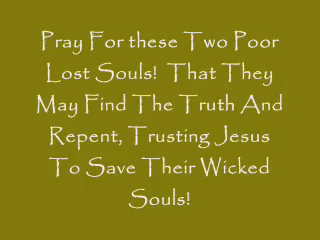 Pray For these Two Poor
Lost Souls!  That They
May Find The Truth And
Repent, Trusting Jesus
To Save Their Wicked
Souls!